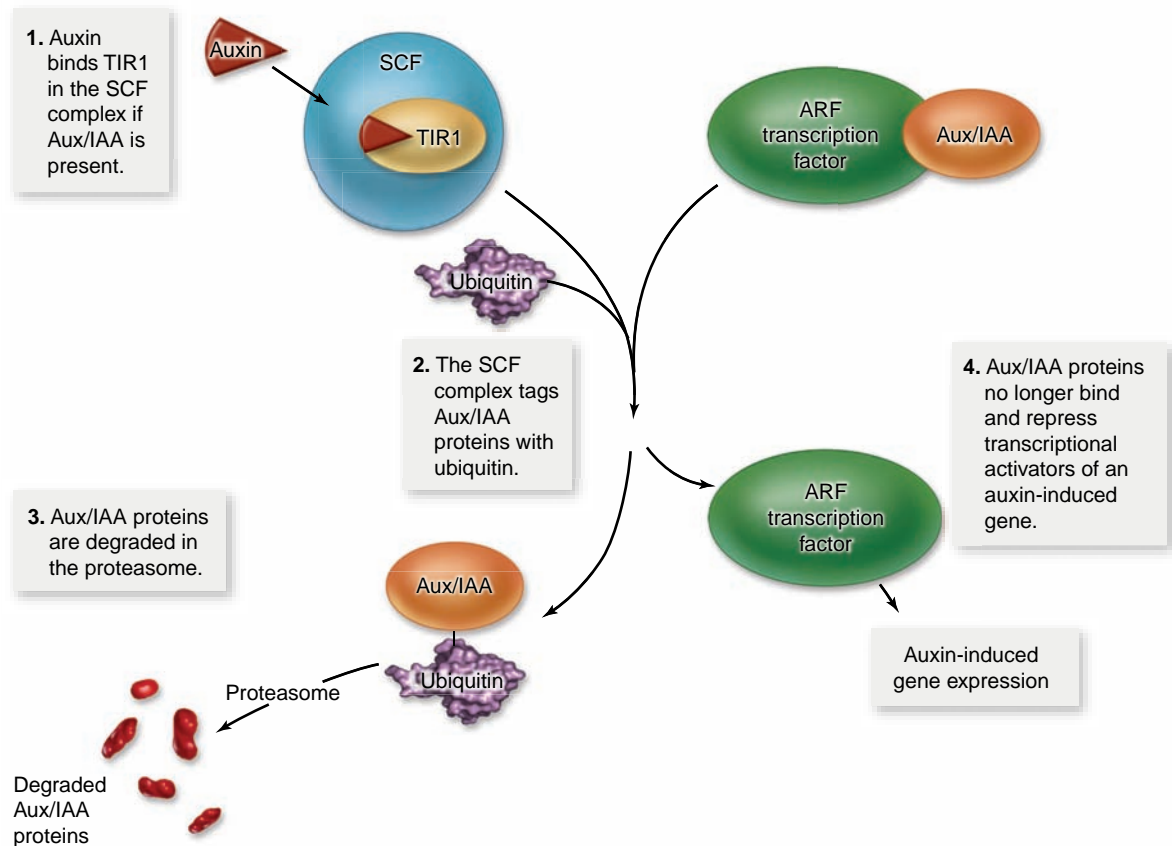 1. Auxin
binds TIR1
in the SCF
complex if
Aux/IAA is
present.
Auxin
SCF
TIR1
ARF
transcription
factor
Aux/IAA
Ubiquitin
2. The SCF
complex tags
Aux/IAA
proteins with
ubiquitin.
4. Aux/IAA proteins
no longer bind
and repress
transcriptional
activators of an
auxin-induced
gene.
ARF
transcription
factor
3. Aux/IAA proteins
are degraded in
the proteasome.
Aux/IAA
Ubiquitin
Auxin-induced
gene expression
Proteasome
Degraded
Aux/IAA
proteins